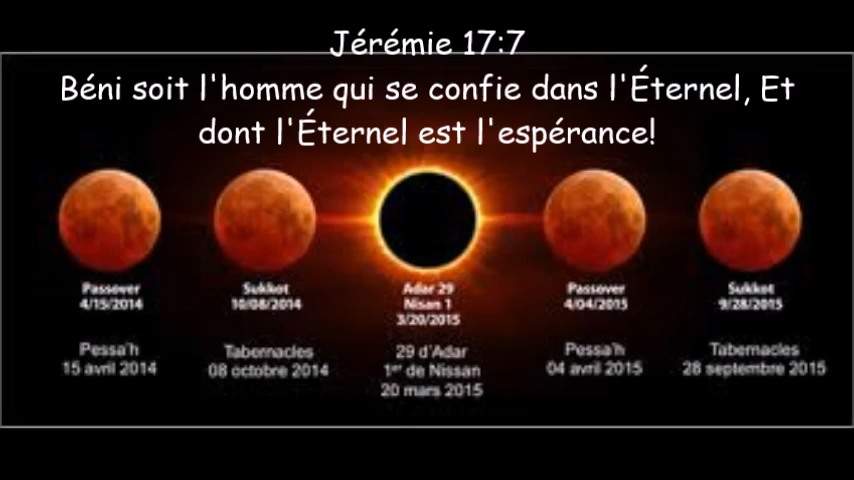 Jérémie 17:7
Béni soit l'homme qui se confie dans l'Éternel, Et
dont l'Éternel est l'espérance!
Passover
4/15/2014
Pessa'h
15 avril 2014
Sukkot
10/08/2014
Tabernacles
08 octobre 2014
Adar 29
Nisan 1
3/20/2015
29 d'Adar
1er de Nissan
20 mars 2015
Passover
4/04/2015
Pessa'h
04 avril 2015
Sukkot
9/28/2015
Tabernacles
28 septembre 2015